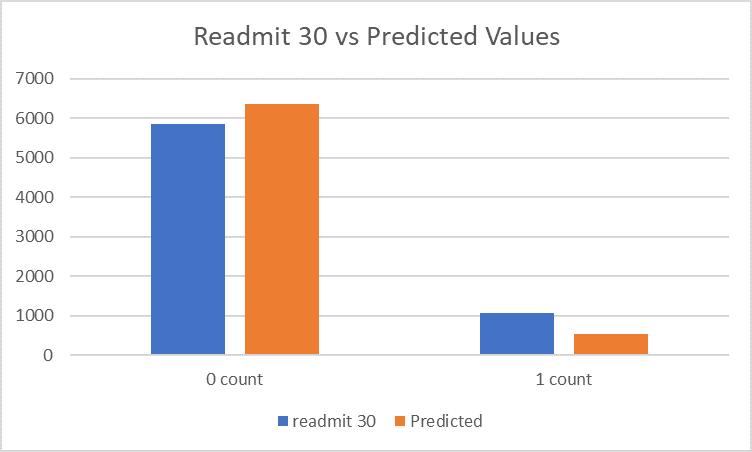 Readmit 30 vs Predicted Values
7000
6000
5000
4000
3000
2000
1000
0
0 count
1 count
readmit 30
Predicted